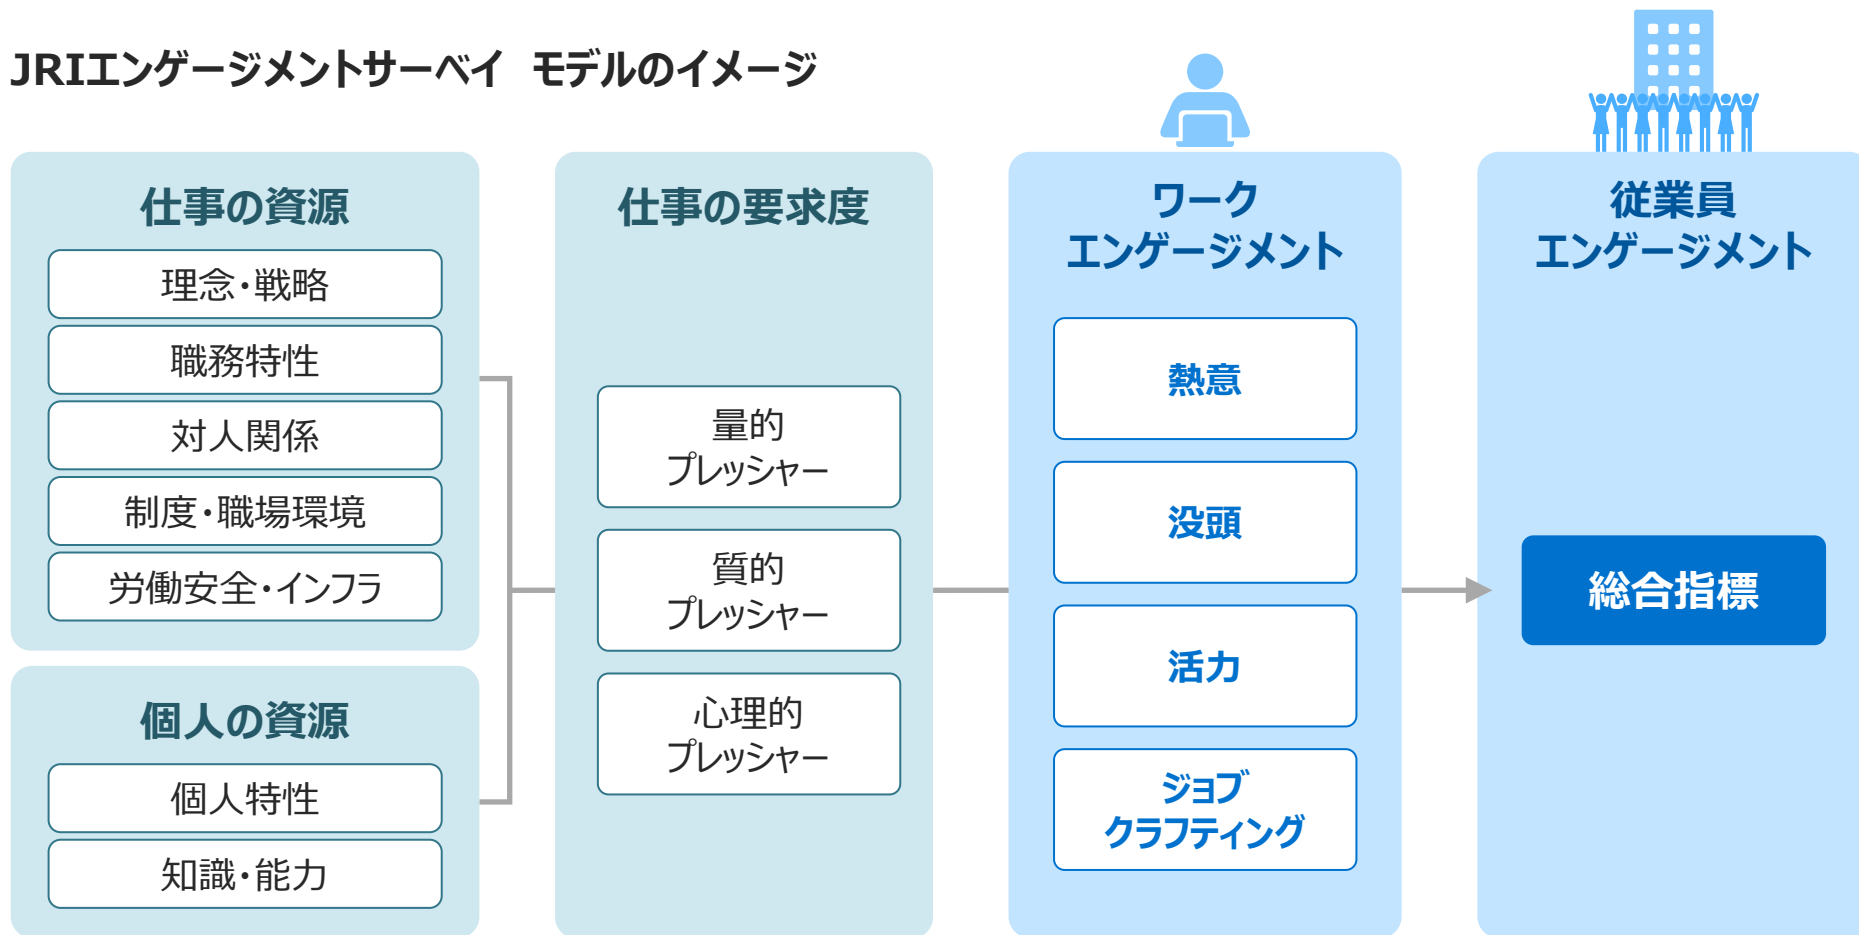 JRIエンゲージメントサーベイ モデルのイメージ
仕事の資源
理念・戦略
職務特性
対人関係
制度・職場環境
労働安全・インフラ
個人の資源
個人特性
知識・能力
仕事の要求度
量的
プレッシャー
質的
プレッシャー
心理的
プレッシャー
ワーク
エンゲージメント
熱意
没頭
活力
ジョブ
クラフティング
従業員
エンゲージメント
総合指標